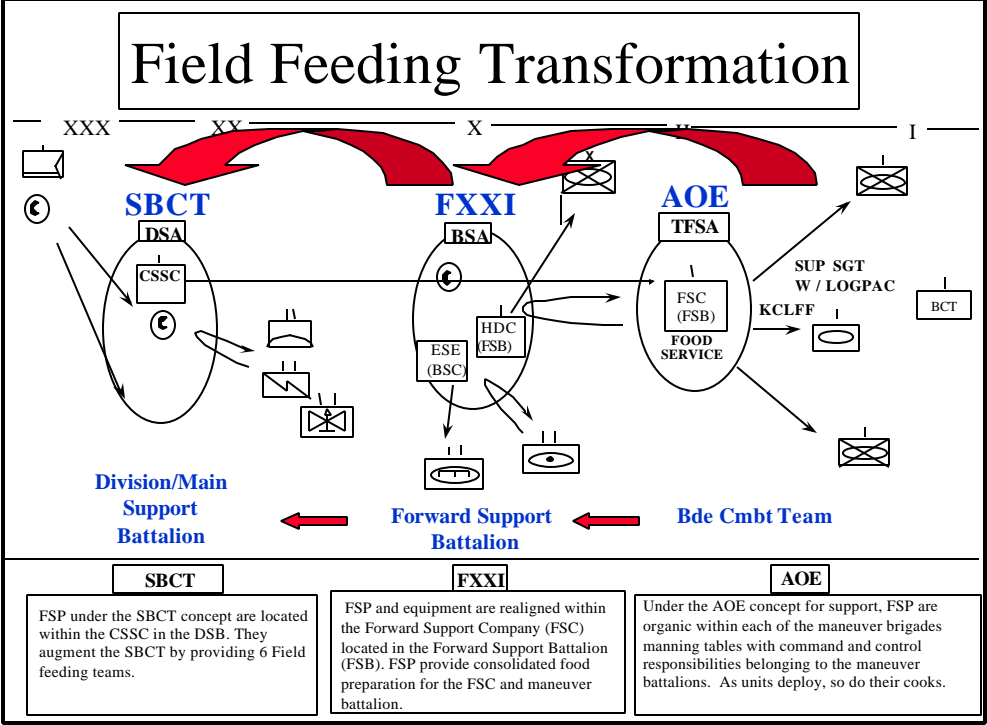 Field Feeding Transformation
XXX XX X II I
X
SBCT FXXI AOE
DSA BSA TFSA
CSSC
SUP SGT
W / LOGPAC
FSC
(FSB)
BCT
KCLFF
HDC
(FSB)
FOOD
SERVICE
ESE
(BSC)
Division/Main
Support
Battalion
Forward Support
Battalion
Bde Cmbt Team
SBCT
FSP under the SBCT concept are located
within the CSSC in the DSB. They
augment the SBCT by providing 6 Field
feeding teams.
FXXI
FSP and equipment are realigned within
the Forward Support Company (FSC)
located in the Forward Support Battalion
(FSB). FSP provide consolidated food
preparation for the FSC and maneuver
battalion.
AOE
Under the AOE concept for support, FSP are
organic within each of the maneuver brigades
manning tables with command and control
responsibilities belonging to the maneuver
battalions. As units deploy, so do their cooks.